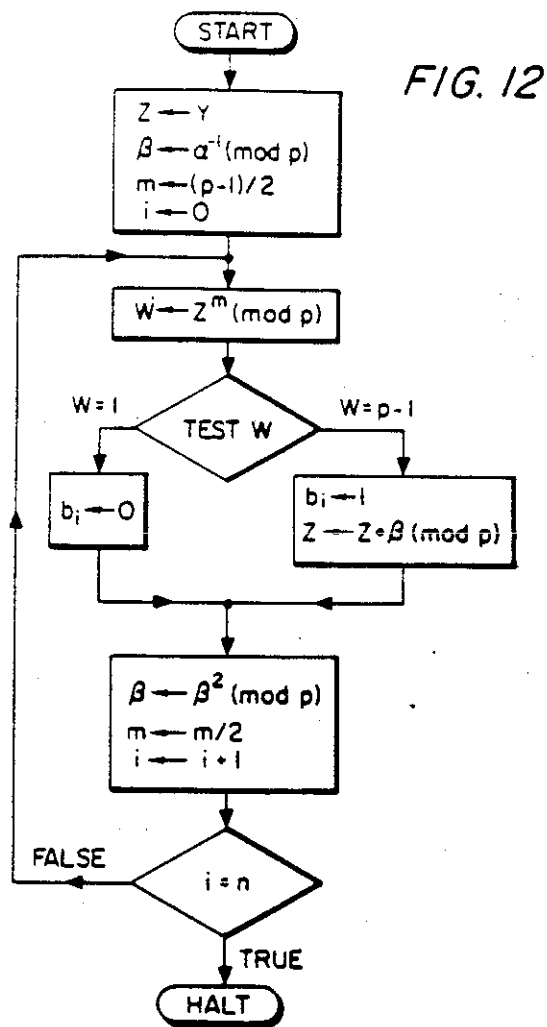 START
FIG. 12
Z ← Y
β ← α⁻¹ (mod p)
m ← (p-1)/2
i ← 0
W ← Zᵐ (mod p)
W = 1
TEST W
W = p-1
bᵢ ← 0
bᵢ ← 1
Z ← Z•β (mod p)
β ← β² (mod p)
m ← m/2
i ← i + 1
FALSE
i = n
TRUE
HALT